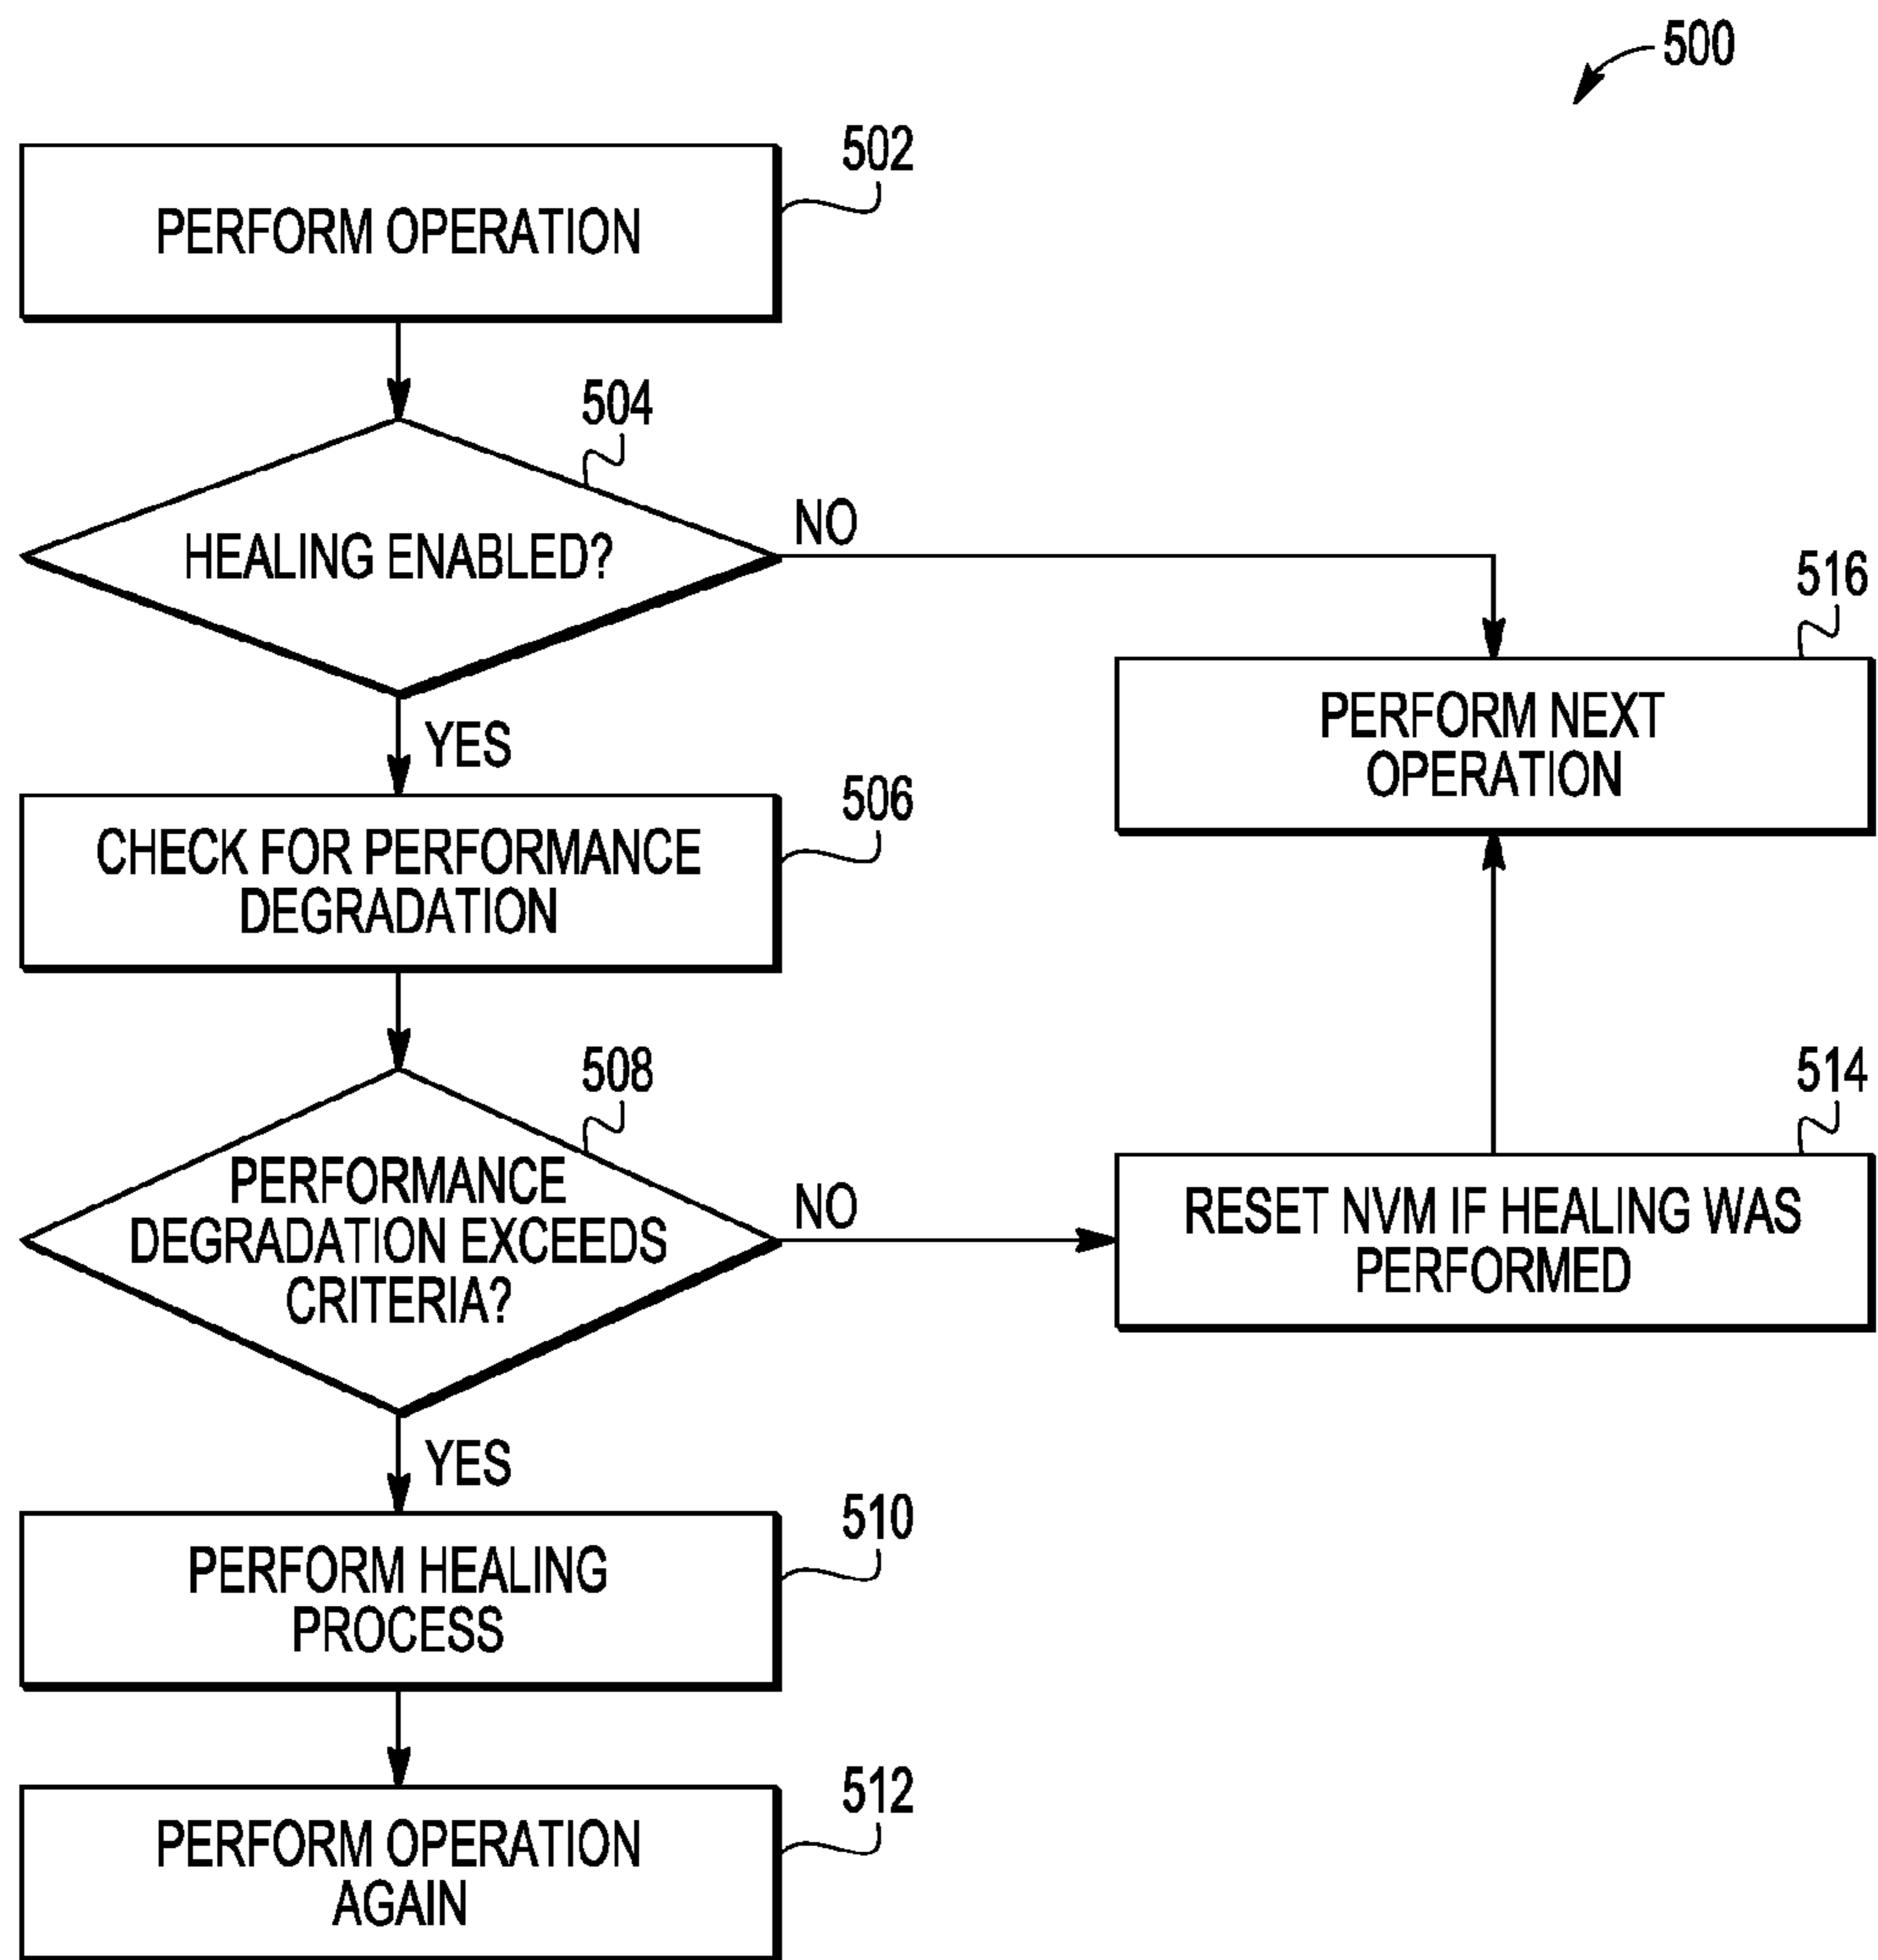 500
502
PERFORM OPERATION
504
HEALING ENABLED?
NO
YES
516
PERFORM NEXT
OPERATION
506
CHECK FOR PERFORMANCE
DEGRADATION
508
PERFORMANCE
DEGRADATION EXCEEDS
CRITERIA?
NO
YES
514
RESET NVM IF HEALING WAS
PERFORMED
510
PERFORM HEALING
PROCESS
512
PERFORM OPERATION
AGAIN